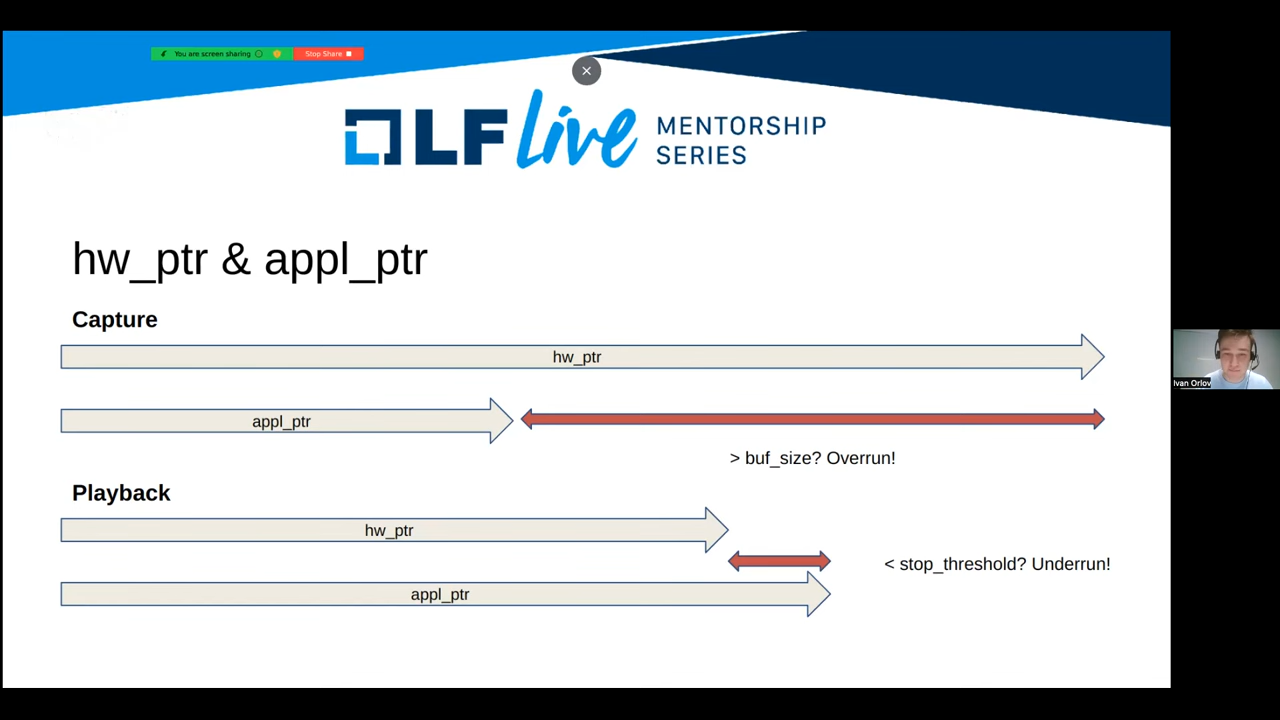 You are screen sharing
Stop Share
LF live MENTORSHIP
SERIES
hw_ptr & appl_ptr
Capture
hw_ptr
appl_ptr
> buf_size? Overrun!
Playback
hw_ptr
< stop_threshold? Underrun!
appl_ptr
Ivan Orlov